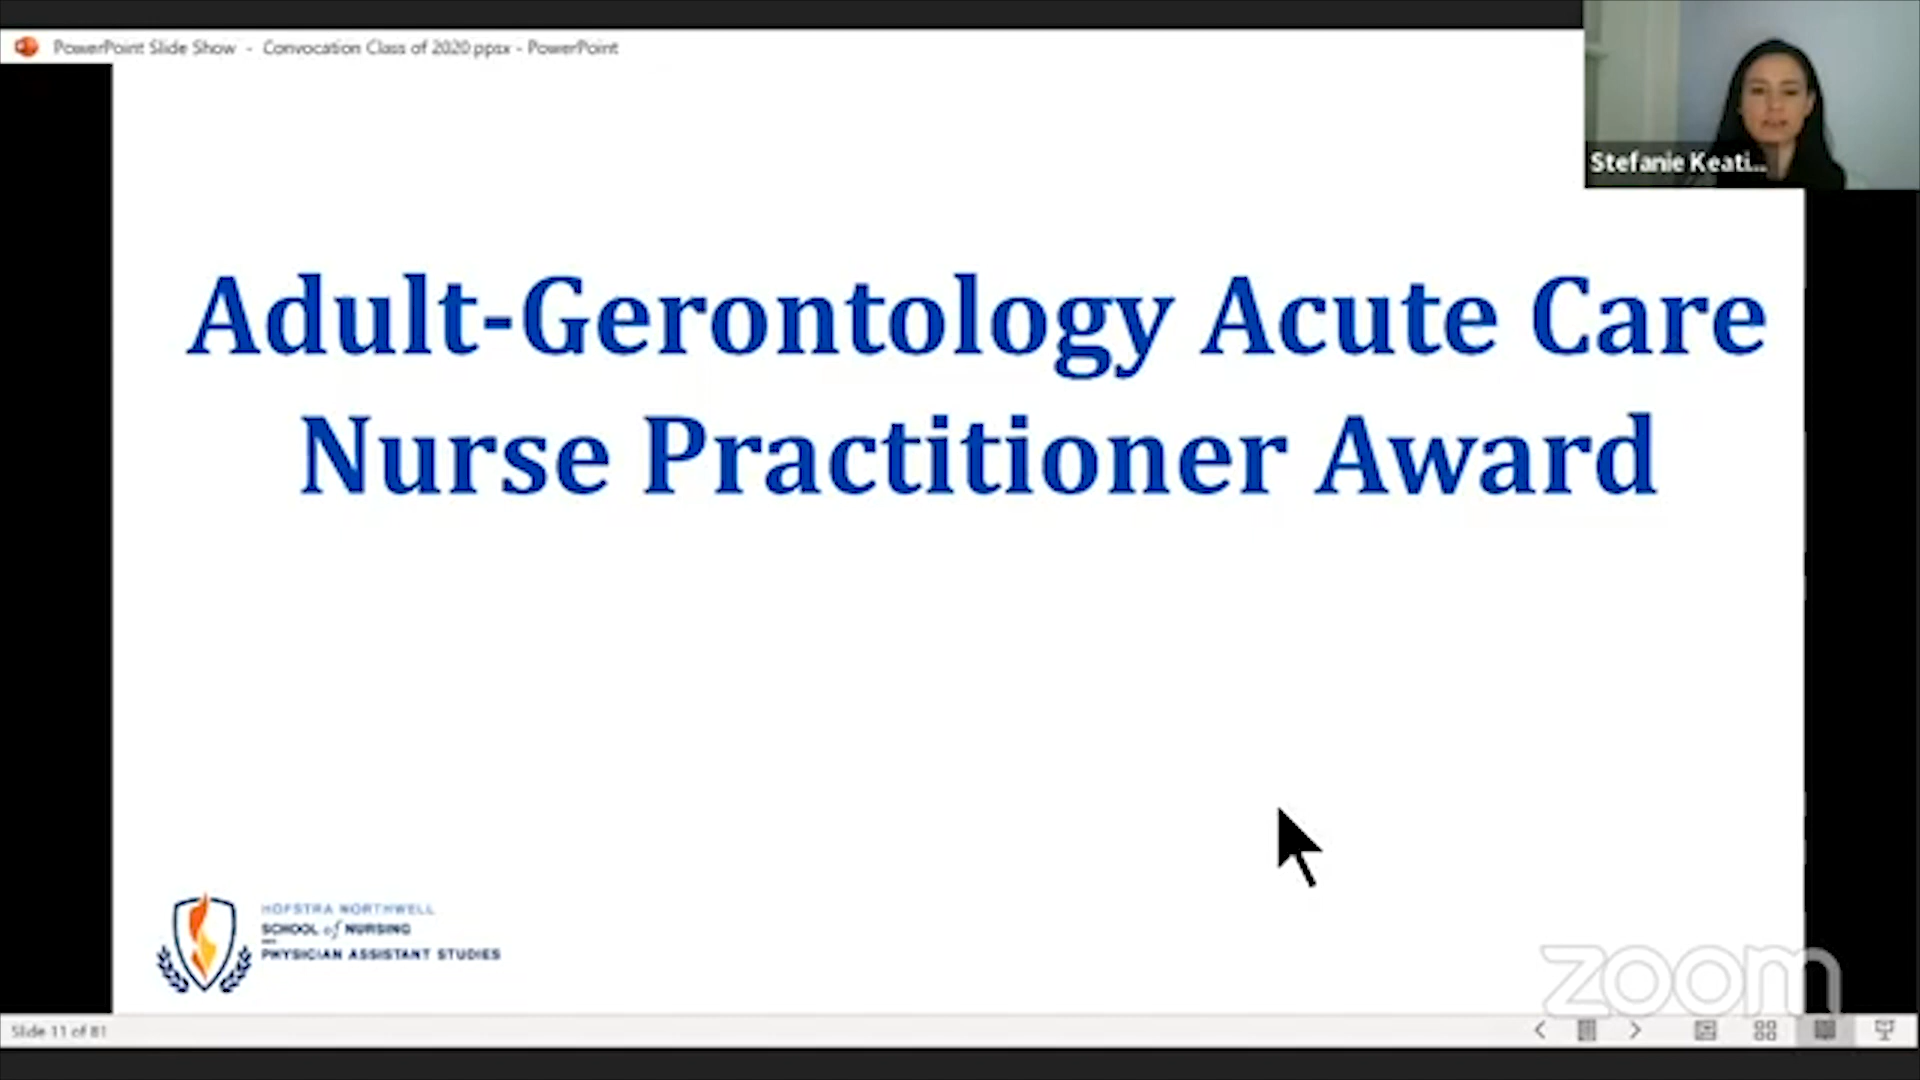 PowerPoint Slide Show - Convocation Class of 2020.ppsx - PowerPoint
Stefanie Keati...
Adult-Gerontology Acute Care
Nurse Practitioner Award
HOFSTRA NORTHWELL
SCHOOL of NURSING
AND
PHYSICIAN ASSISTANT STUDIES
zoom
Slide 11 of 81